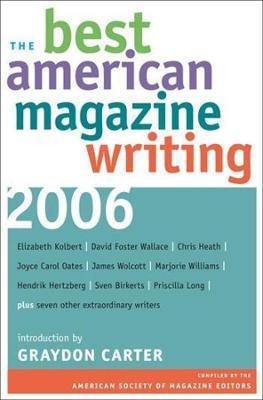 THE best
american
magazine
writing
2006
Elizabeth Kolbert | David Foster Wallace | Chris Heath |
Joyce Carol Oates | James Wolcott | Marjorie Williams |
Hendrik Hertzberg | Sven Birkerts | Priscilla Long |
plus seven other extraordinary writers
introduction by
GRAYDON CARTER
COMPILED BY THE
AMERICAN SOCIETY OF MAGAZINE EDITORS